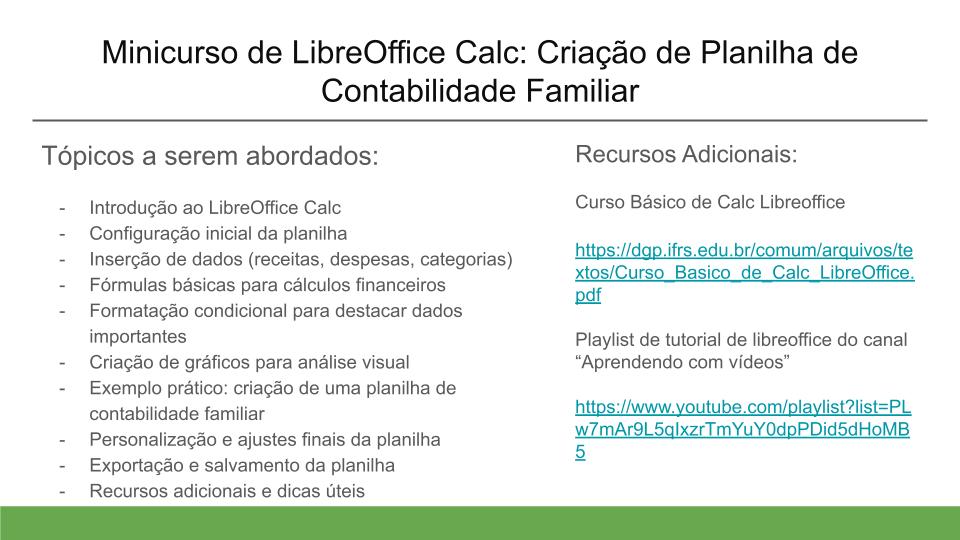 Minicurso de LibreOffice Calc: Criação de Planilha de
Contabilidade Familiar
Tópicos a serem abordados:
- Introdução ao LibreOffice Calc
- Configuração inicial da planilha
- Inserção de dados (receitas, despesas, categorias)
- Fórmulas básicas para cálculos financeiros
- Formatação condicional para destacar dados
importantes
- Criação de gráficos para análise visual
- Exemplo prático: criação de uma planilha de
contabilidade familiar
- Personalização e ajustes finais da planilha
- Exportação e salvamento da planilha
- Recursos adicionais e dicas úteis
Recursos Adicionais:
Curso Básico de Calc Libreoffice
https://dgp.ifrs.edu.br/comum/arquivos/te
xtos/Curso_Basico_de_Calc_LibreOffice.
pdf
Playlist de tutorial de libreoffice do canal
“Aprendendo com vídeos”
https://www.youtube.com/playlist?list=PL
w7mAr9L5qIxzrTmYuY0dpPDid5dHoMB
5